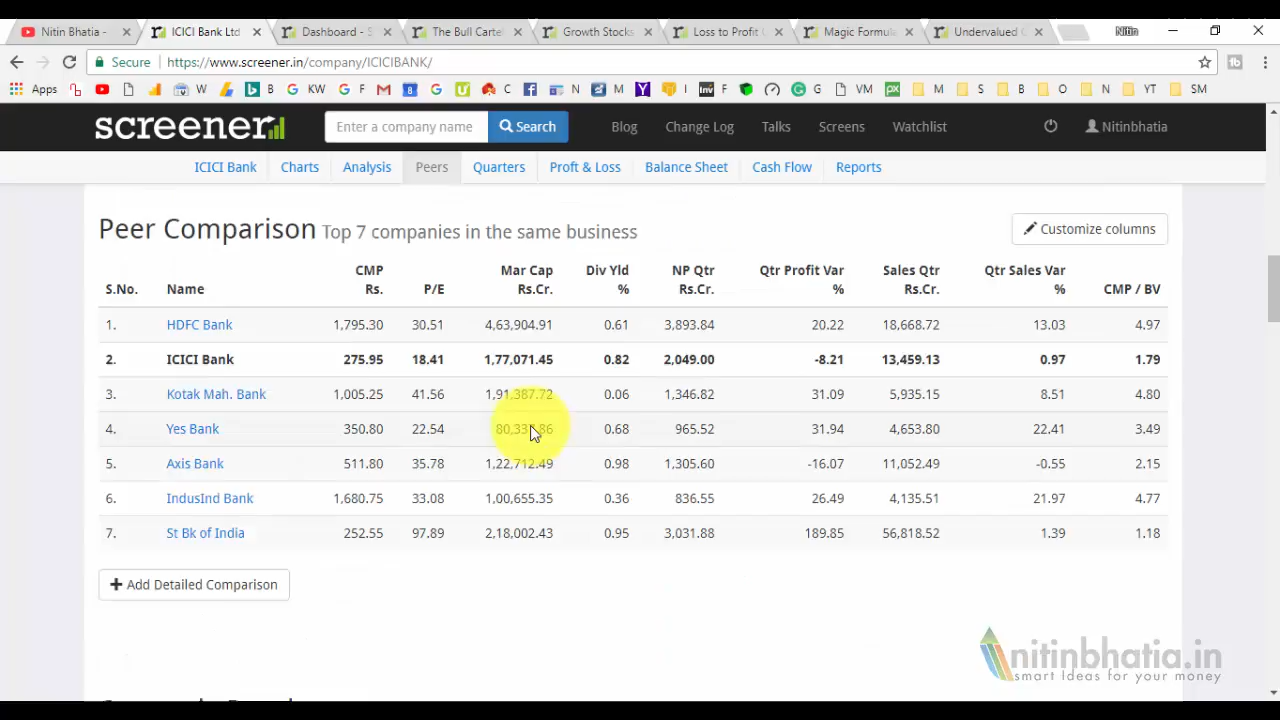 Nitin Bhatia - ICICI Bank Ltd Dashboard - S The Bull Carte Growth Stocks Loss to Profit Magic Formula Undervalued Nitin
Secure https://www.screener.in/company/ICICIBANK/
Apps W B KW F M C N M I F G VM M S B O N YT SM
screener Enter a company name Search Blog Change Log Talks Screens Watchlist Nitinbhatia
ICICI Bank Charts Analysis Peers Quarters Proft & Loss Balance Sheet Cash Flow Reports
Peer Comparison Top 7 companies in the same business Customize columns
CMP Mar Cap Div Yld NP Qtr Qtr Profit Var Sales Qtr Qtr Sales Var
S.No. Name Rs. P/E Rs.Cr. % Rs.Cr. % Rs.Cr. % CMP / BV
1. HDFC Bank 1,795.30 30.51 4,63,904.91 0.61 3,893.84 20.22 18,668.72 13.03 4.97
2. ICICI Bank 275.95 18.41 1,77,071.45 0.82 2,049.00 -8.21 13,459.13 0.97 1.79
3. Kotak Mah. Bank 1,005.25 41.56 1,91,387.72 0.06 1,346.82 31.09 5,935.15 8.51 4.80
4. Yes Bank 350.80 22.54 0.68 965.52 31.94 4,653.80 22.41 3.49
5. Axis Bank 511.80 35.78 1,22,712.49 0.98 1,305.60 -16.07 11,052.49 -0.55 2.15
6. IndusInd Bank 1,680.75 33.08 1,00,655.35 0.36 836.55 26.49 4,135.51 21.97 4.77
7. St Bk of India 252.55 97.89 2,18,002.43 0.95 3,031.88 189.85 56,818.52 1.39 1.18
Add Detailed Comparison
nitinbhatia.in
smart Ideas for your money